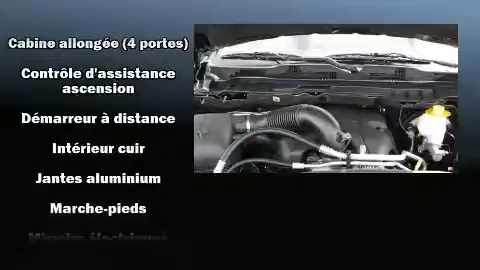 Cabine allongée (4 portes)
Contrôle d'assistance
ascension
Démarreur à distance
Intérieur cuir
Jantes aluminium
Marche-pieds